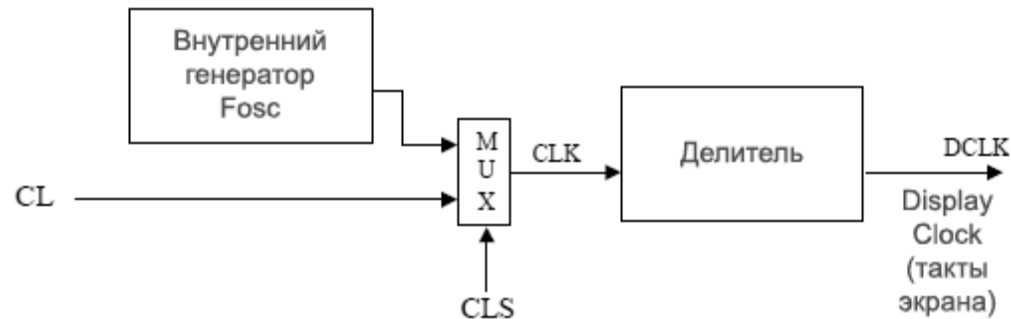 Внутренний
генератор
Fosc
CL
M
U
X
CLS
CLK
Делитель
DCLK
Display
Clock
(такты
экрана)